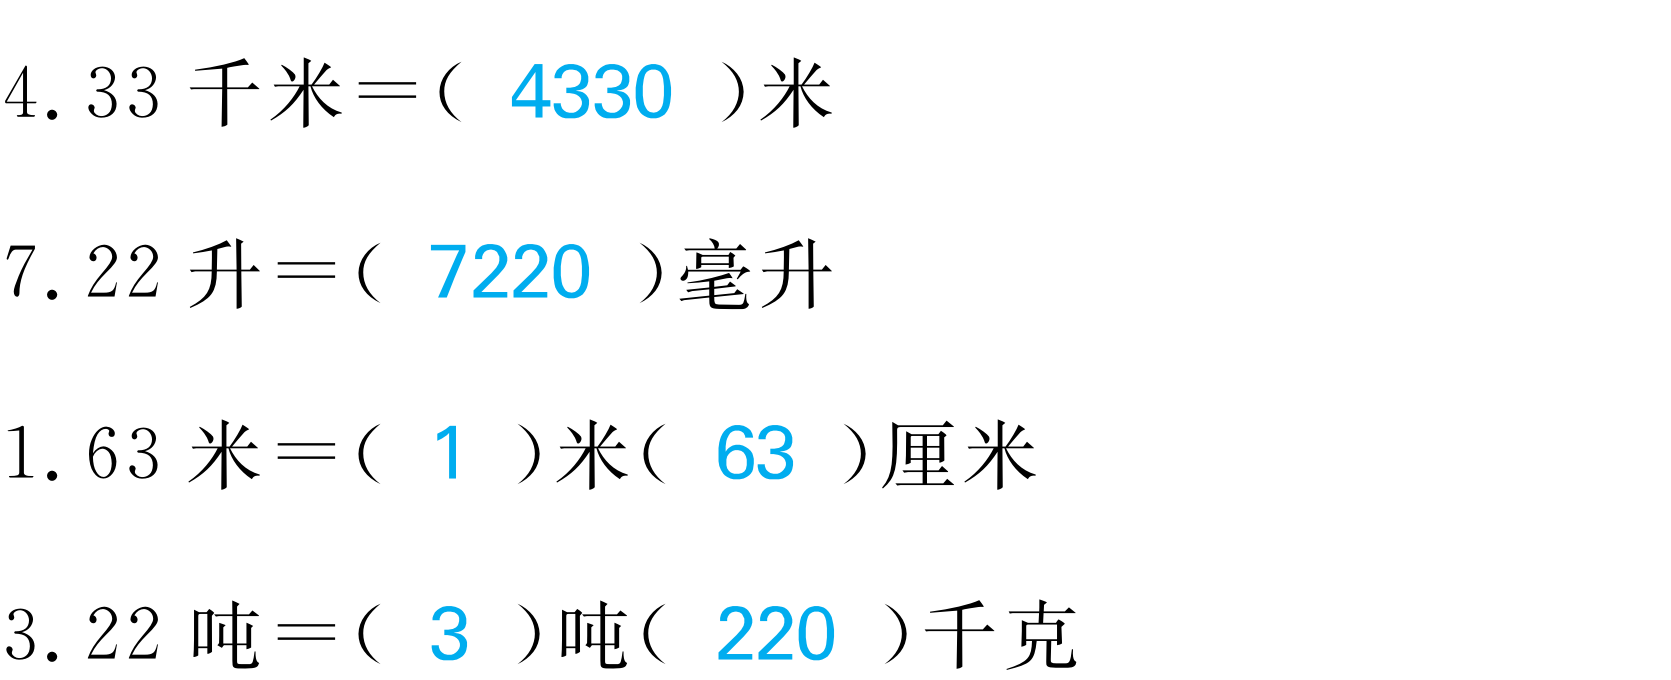 4.33 千米=( 4330 )米
7.22 升=( 7220 )毫升
1.63 米=( 1 )米( 63 )厘米
3.22 吨=( 3 )吨( 220 )千克